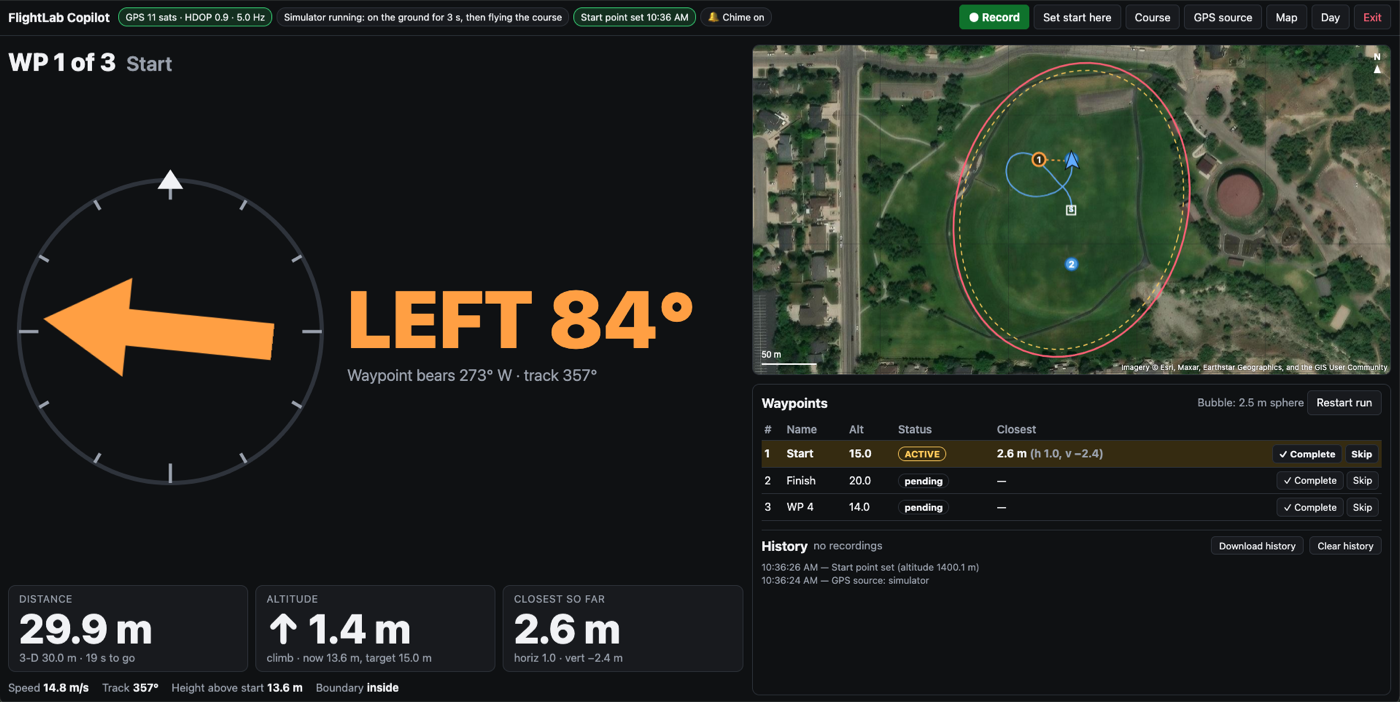 FlightLab Copilot
GPS 11 sats · HDOP 0.9 · 5.0 Hz
Simulator running: on the ground for 3 s, then flying the course
Start point set 10:36 AM
🔔 Chime on
Record
Set start here
Course
GPS source
Map
Day
Exit
WP 1 of 3 Start
LEFT 84°
Waypoint bears 273° W · track 357°
DISTANCE
29.9 m
3-D 30.0 m · 19 s to go
ALTITUDE
↑ 1.4 m
climb · now 13.6 m, target 15.0 m
CLOSEST SO FAR
2.6 m
horiz 1.0 · vert −2.4 m
Speed 14.8 m/s Track 357° Height above start 13.6 m Boundary inside
N
1
S
2
50 m
Imagery © Esri, Maxar, Earthstar Geographics, and the GIS User Community
Waypoints
Bubble: 2.5 m sphere
Restart run
# Name Alt Status Closest
1 Start 15.0 ACTIVE 2.6 m (h 1.0, v −2.4) ✓ Complete Skip
2 Finish 20.0 pending — ✓ Complete Skip
3 WP 4 14.0 pending — ✓ Complete Skip
History no recordings
Download history
Clear history
10:36:26 AM — Start point set (altitude 1400.1 m)
10:36:24 AM — GPS source: simulator